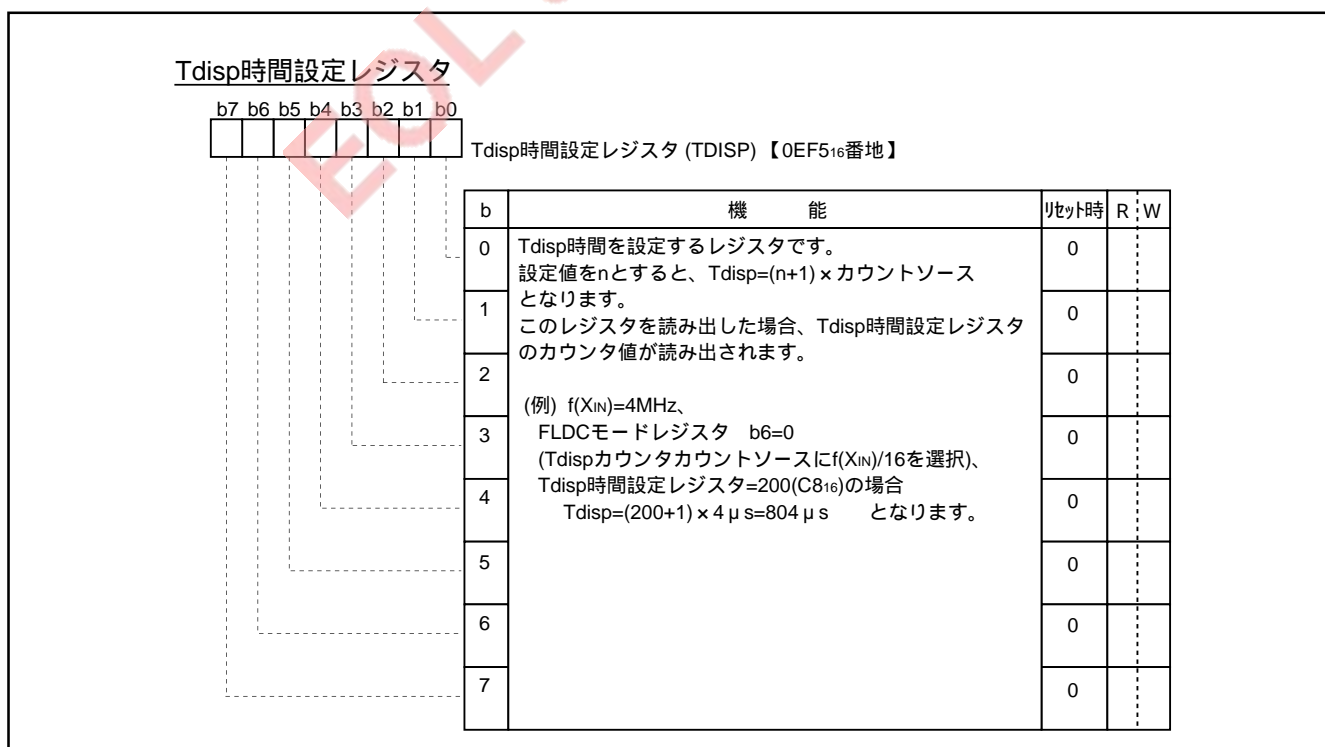 EOL
Tdisp時間設定レジスタ
b7 b6 b5 b4 b3 b2 b1 b0
Tdisp時間設定レジスタ (TDISP) 【0EF516番地】
b 機 能 リセット時 R W
0 Tdisp時間を設定するレジスタです。 0
設定値をnとすると、Tdisp=(n+1)×カウントソース
となります。
1 0
このレジスタを読み出した場合、Tdisp時間設定レジスタ
のカウンタ値が読み出されます。
2 0
(例) f(XIN)=4MHz、
3 FLDCモードレジスタ b6=0 0
(Tdispカウンタカウントソースにf(XIN)/16を選択)、
Tdisp時間設定レジスタ=200(C816)の場合
4 0
Tdisp=(200+1)×4μs=804μs となります。
5 0
6 0
7 0